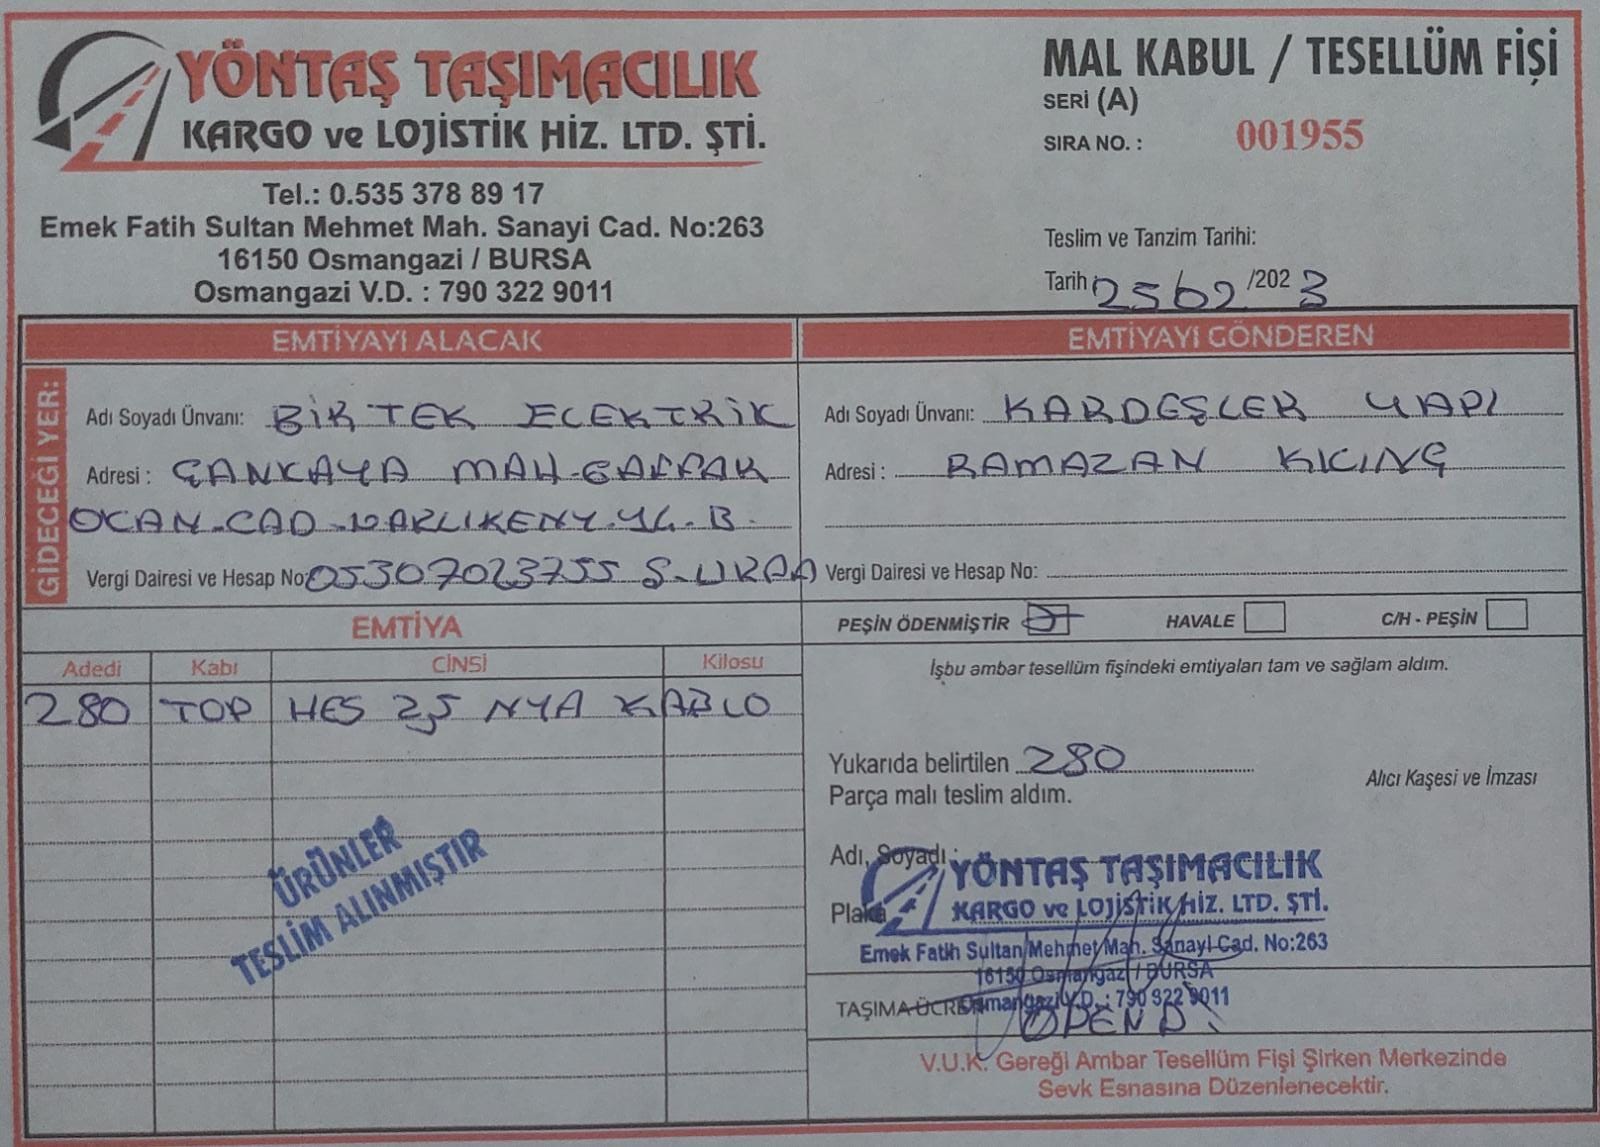 YÖNTAŞ TAŞIMACILIK
KARGO ve LOJİSTİK HİZ. LTD. ŞTİ.
Tel.: 0.535 378 89 17
Emek Fatih Sultan Mehmet Mah. Sanayi Cad. No:263
16150 Osmangazi / BURSA
Osmangazi V.D. : 790 322 9011
MAL KABUL / TESELLÜM FİŞİ
SERİ (A)
SIRA NO. : 001955
Teslim ve Tanzim Tarihi:
Tarih 25 02 /202 3
EMTİYAYI ALACAK
GİDECEĞİ YER:
Adı Soyadı Ünvanı: BİRTEK ELEKTRİK
Adresi : ÇANKAYA MAH
OKAN CAD B
Vergi Dairesi ve Hesap No: 05307023755 Ş-URFA
EMTİYAYI GÖNDEREN
Adı Soyadı Ünvanı: KARDEŞLER YAPI
Adresi : RAMAZAN KILINÇ
Vergi Dairesi ve Hesap No:
EMTİYA
Adedi Kabı CİNSİ Kilosu
280 TOP HES 2,5 NYA KABLO
ÜRÜNLER
TESLİM ALINMIŞTIR
PEŞİN ÖDENMİŞTİR HAVALE C/H - PEŞİN
İşbu ambar tesellüm fişindeki emtiyaları tam ve sağlam aldım.
Yukarıda belirtilen 280
Parça malı teslim aldım.
Alıcı Kaşesi ve İmzası
Adı, Soyadı :
Plaka
YÖNTAŞ TAŞIMACILIK
KARGO ve LOJİSTİK HİZ. LTD. ŞTİ.
Emek Fatih Sultan Mehmet Mah. Sanayi Cad. No:263
16150 Osmangazi / BURSA
Osmangazi V.D. : 790 322 9011
TAŞIMA ÖDENDİ
V.U.K. Gereği Ambar Tesellüm Fişi Şirken Merkezinde
Sevk Esnasına Düzenlenecektir.